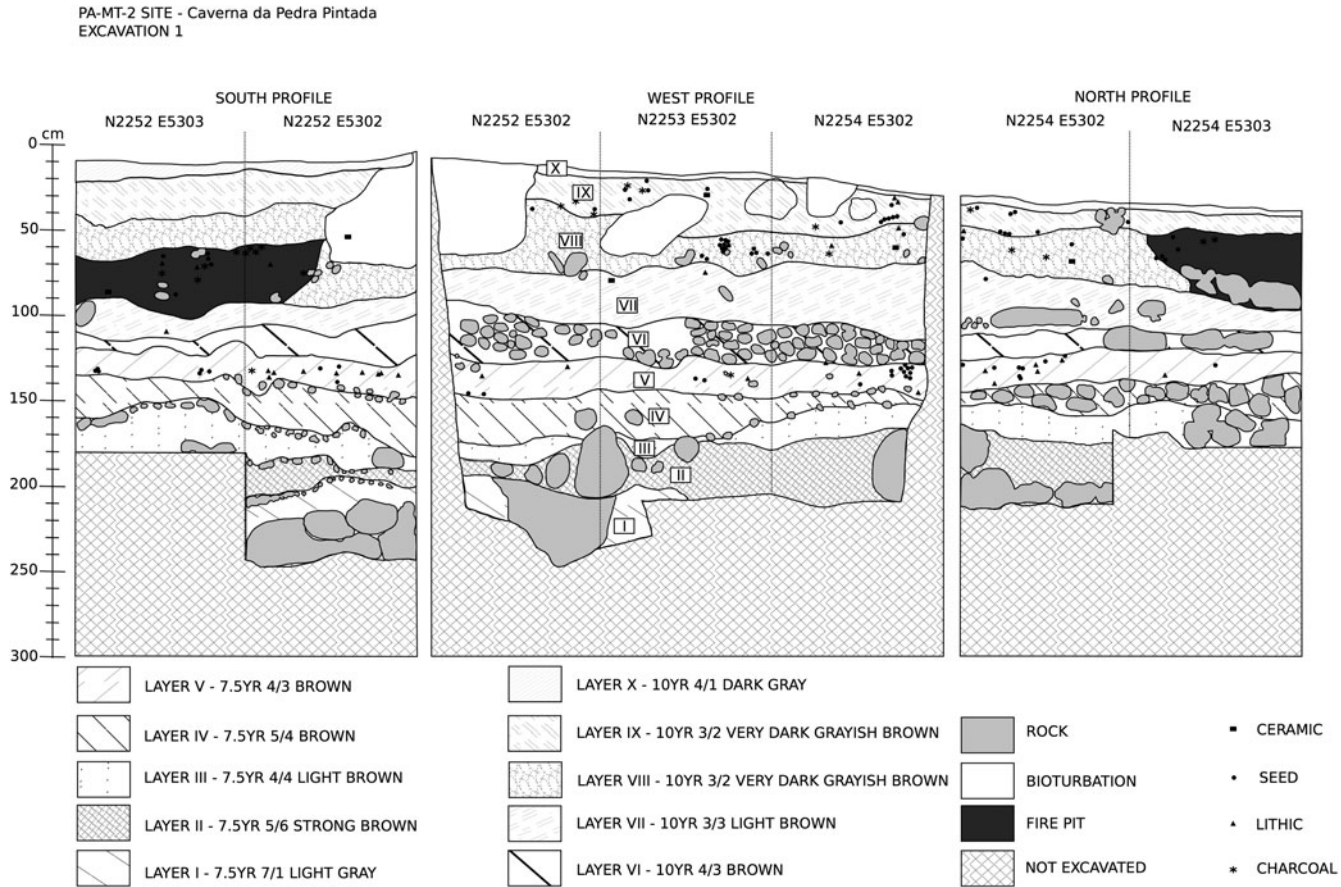 PA-MT-2 SITE - Caverna da Pedra Pintada
EXCAVATION 1
SOUTH PROFILE
N2252 E5303
N2252 E5302
WEST PROFILE
N2252 E5302
N2253 E5302
N2254 E5302
NORTH PROFILE
N2254 E5302
N2254 E5303
cm
0
50
100
150
200
250
300
X
IX
VIII
VII
VI
V
IV
III
II
I
LAYER V - 7.5YR 4/3 BROWN
LAYER IV - 7.5YR 5/4 BROWN
LAYER III - 7.5YR 4/4 LIGHT BROWN
LAYER II - 7.5YR 5/6 STRONG BROWN
LAYER I - 7.5YR 7/1 LIGHT GRAY
LAYER X - 10YR 4/1 DARK GRAY
LAYER IX - 10YR 3/2 VERY DARK GRAYISH BROWN
LAYER VIII - 10YR 3/2 VERY DARK GRAYISH BROWN
LAYER VII - 10YR 3/3 LIGHT BROWN
LAYER VI - 10YR 4/3 BROWN
ROCK
BIOTURBATION
FIRE PIT
NOT EXCAVATED
CERAMIC
SEED
LITHIC
CHARCOAL